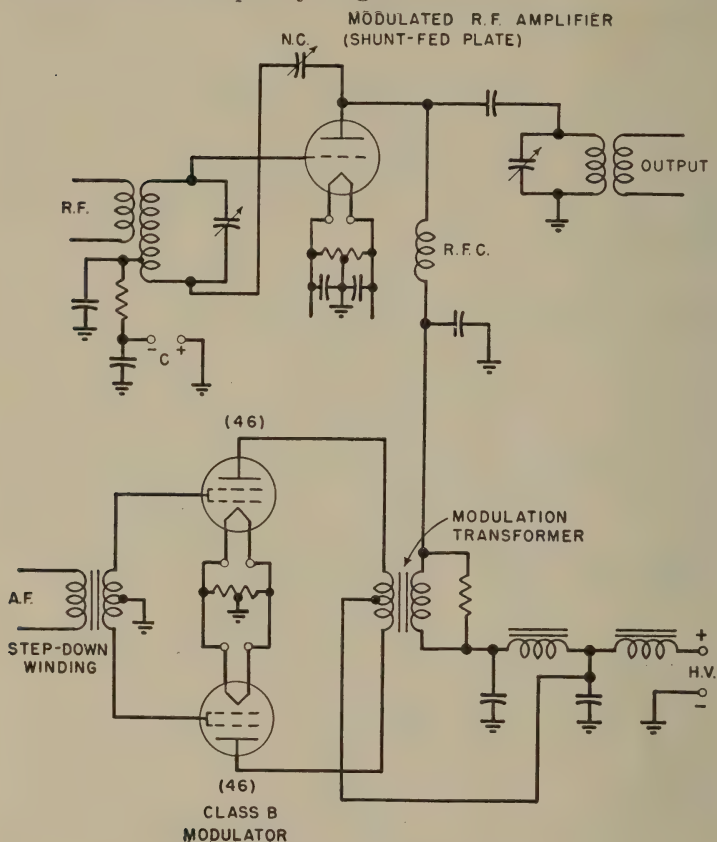 MODULATED R.F. AMPLIFIER
(SHUNT-FED PLATE)
N.C.
R.F.
OUTPUT
R.F.C.
- C +
(46)
MODULATION
TRANSFORMER
A.F.
STEP-DOWN
WINDING
+
H.V.
-
(46)
CLASS B
MODULATOR